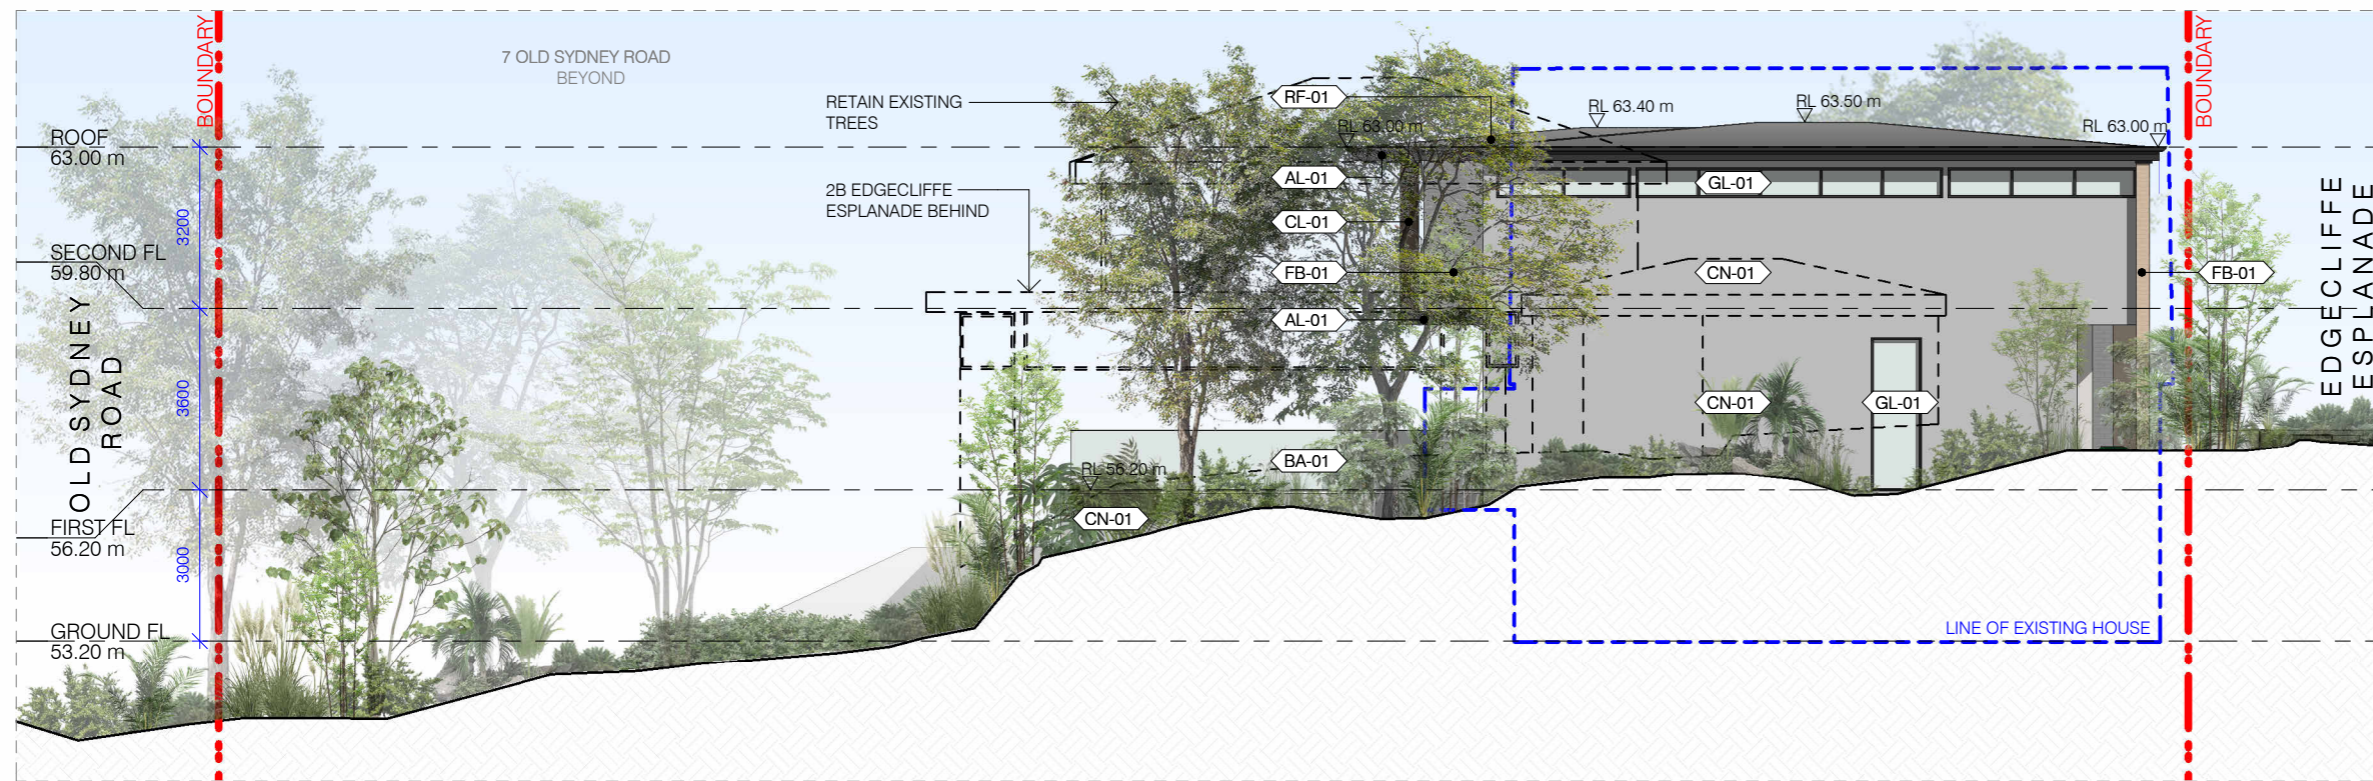 BOUNDARY
7 OLD SYDNEY ROAD
BEYOND
BOUNDARY
RETAIN EXISTING
TREES
RF-01
RL 63.40 m
RL 63.50 m
RL 63.00 m
RL 63.00 m
ROOF
63.00 m
AL-01
GL-01
2B EDGECLIFFE
ESPLANADE BEHIND
3200
CL-01
SECOND FL
59.80 m
FB-01
CN-01
FB-01
AL-01
OLD SYDNEY
ROAD
EDGECLIFFE
ESPLANADE
3600
CN-01
GL-01
BA-01
RL 56.20 m
CN-01
FIRST FL
56.20 m
3000
GROUND FL
53.20 m
LINE OF EXISTING HOUSE